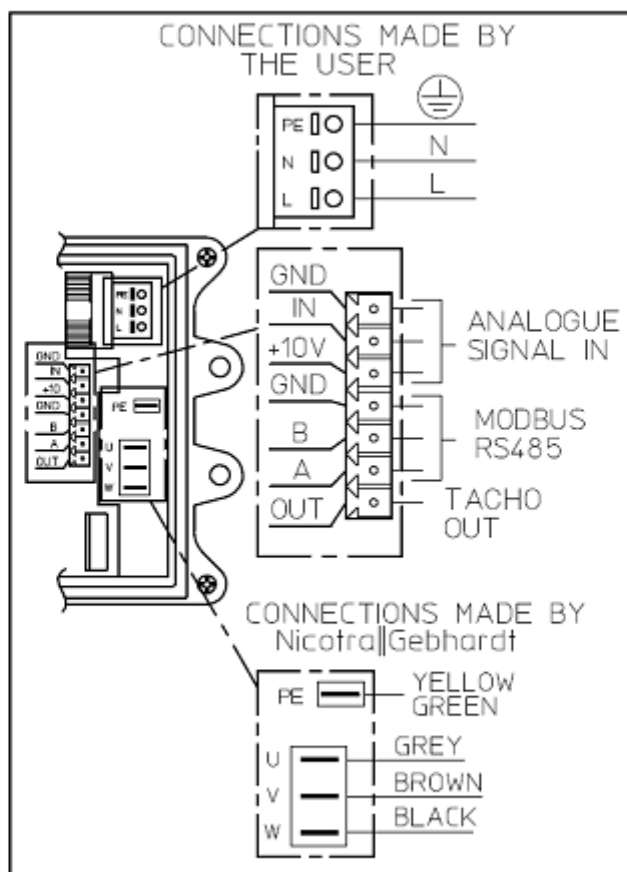 CONNECTIONS MADE BY
THE USER
PE
N
N
L
L
PE
N
L
GND
IN
+10V
GND
B
A
OUT
ANALOGUE
SIGNAL IN
MODBUS
RS485
TACHO
OUT
GND
IN
+10
GND
B
A
OUT
PE
U
V
W
CONNECTIONS MADE BY
Nicotra||Gebhardt
PE
YELLOW
GREEN
U
GREY
V
BROWN
W
BLACK